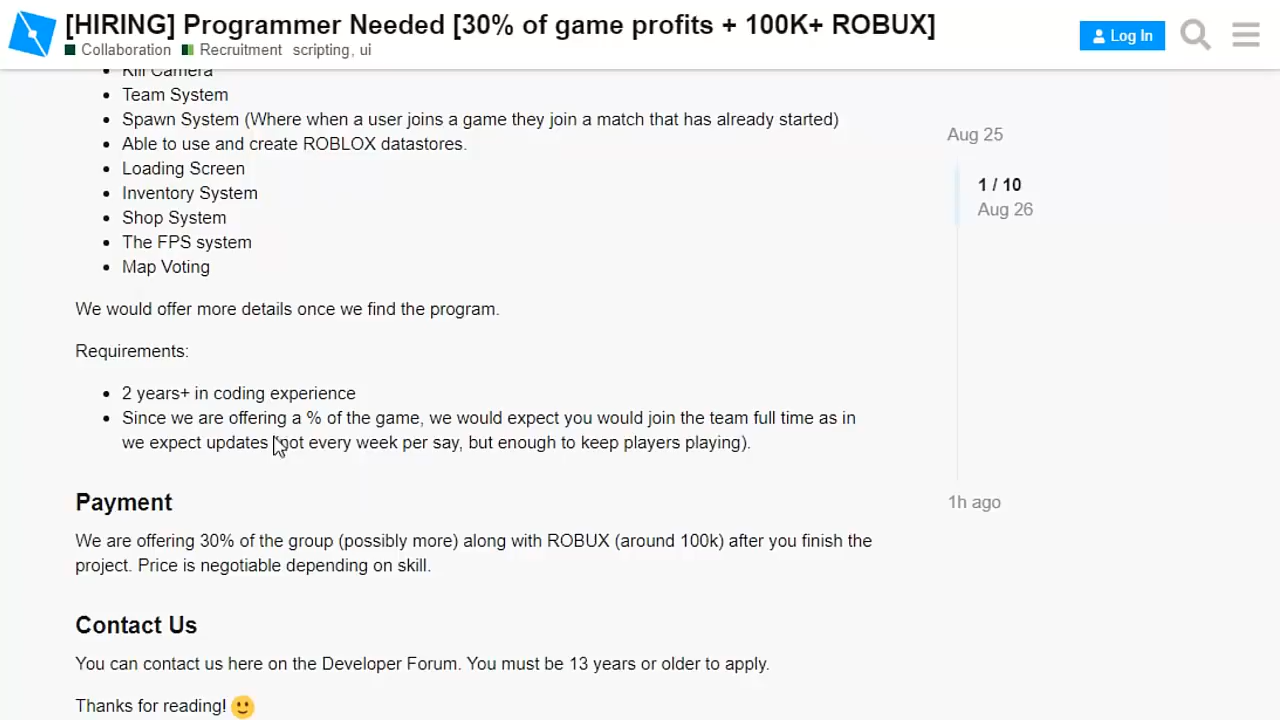 [HIRING] Programmer Needed [30% of game profits + 100K+ ROBUX]
Collaboration Recruitment scripting, ui
Log In
Kill Camera
Team System
Spawn System (Where when a user joins a game they join a match that has already started)
Able to use and create ROBLOX datastores.
Loading Screen
Inventory System
Shop System
The FPS system
Map Voting
We would offer more details once we find the program.
Requirements:
2 years+ in coding experience
Since we are offering a % of the game, we would expect you would join the team full time as in
we expect updates (not every week per say, but enough to keep players playing).
Payment
We are offering 30% of the group (possibly more) along with ROBUX (around 100k) after you finish the
project. Price is negotiable depending on skill.
Contact Us
You can contact us here on the Developer Forum. You must be 13 years or older to apply.
Thanks for reading!
Aug 25
1 / 10
Aug 26
1h ago